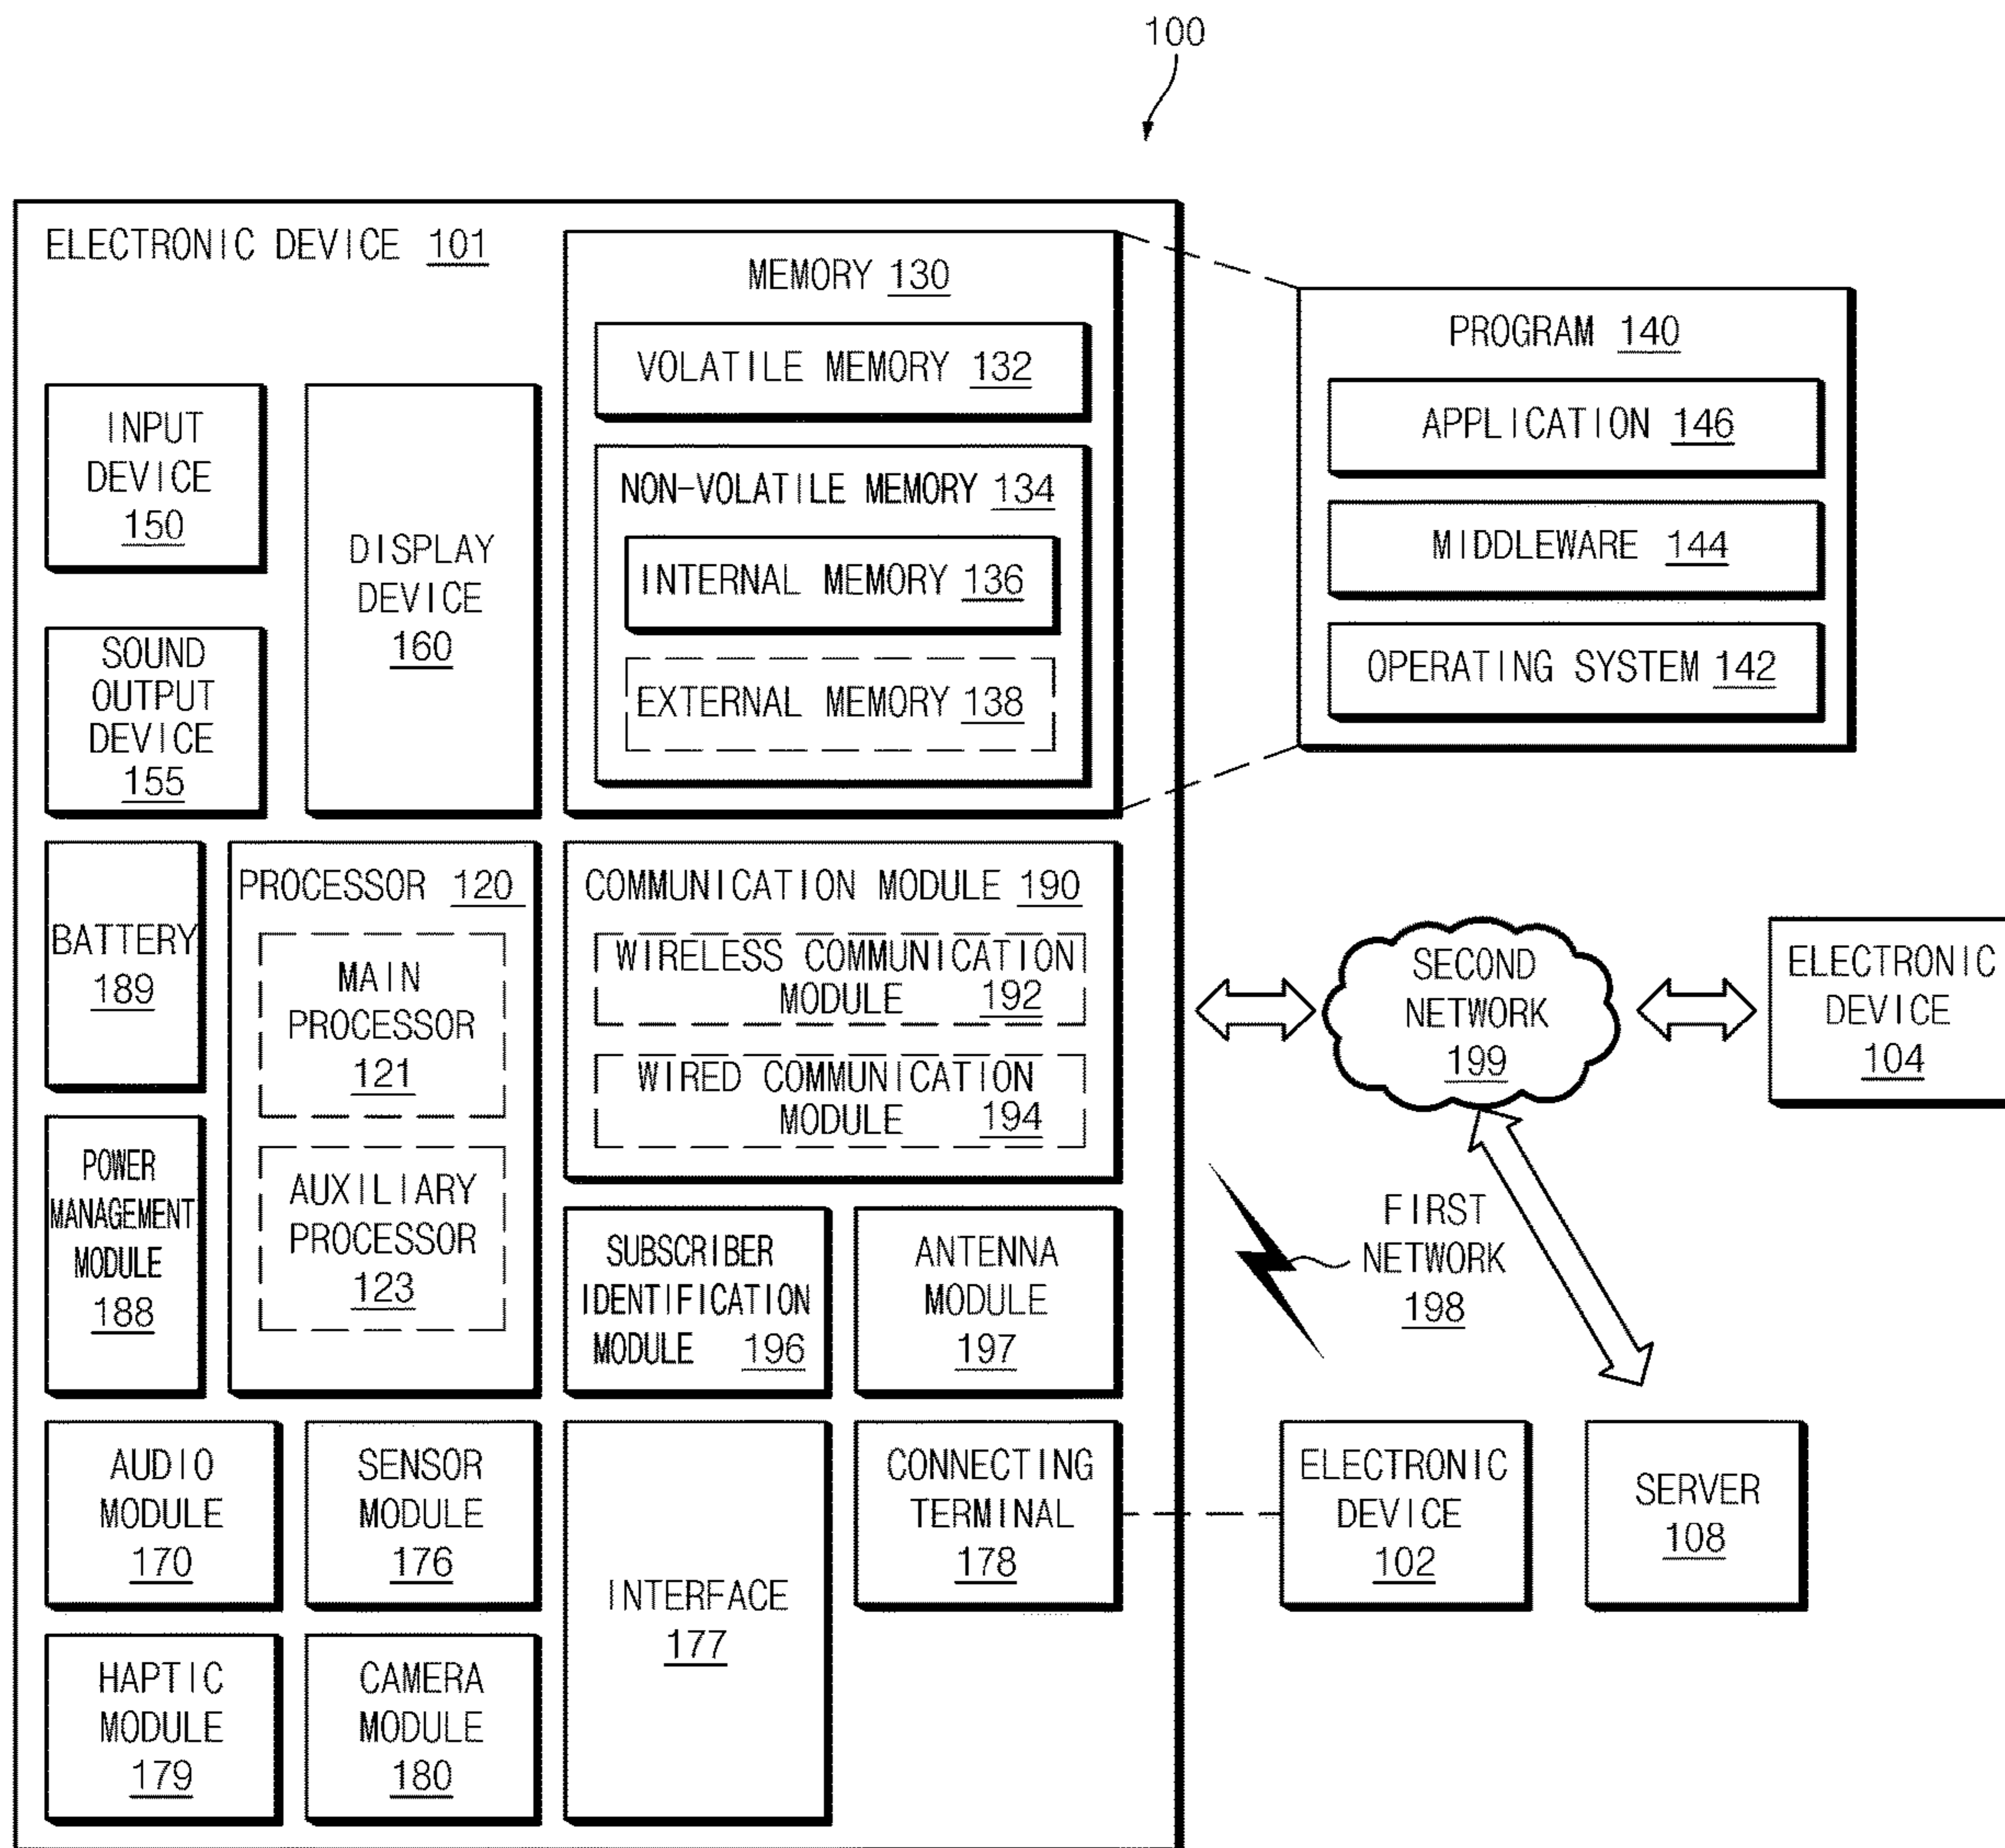 100
ELECTRONIC DEVICE 101
MEMORY 130
VOLATILE MEMORY 132
NON-VOLATILE MEMORY 134
INTERNAL MEMORY 136
EXTERNAL MEMORY 138
PROGRAM 140
APPLICATION 146
MIDDLEWARE 144
OPERATING SYSTEM 142
INPUT
DEVICE
150
DISPLAY
DEVICE
160
SOUND
OUTPUT
DEVICE
155
BATTERY
189
PROCESSOR 120
MAIN
PROCESSOR
121
AUXILIARY
PROCESSOR
123
POWER
MANAGEMENT
MODULE
188
COMMUNICATION MODULE 190
WIRELESS COMMUNICATION
MODULE 192
WIRED COMMUNICATION
MODULE 194
SECOND
NETWORK
199
ELECTRONIC
DEVICE
104
SUBSCRIBER
IDENTIFICATION
MODULE 196
ANTENNA
MODULE
197
FIRST
NETWORK
198
AUDIO
MODULE
170
SENSOR
MODULE
176
INTERFACE
177
CONNECTING
TERMINAL
178
ELECTRONIC
DEVICE
102
SERVER
108
HAPTIC
MODULE
179
CAMERA
MODULE
180